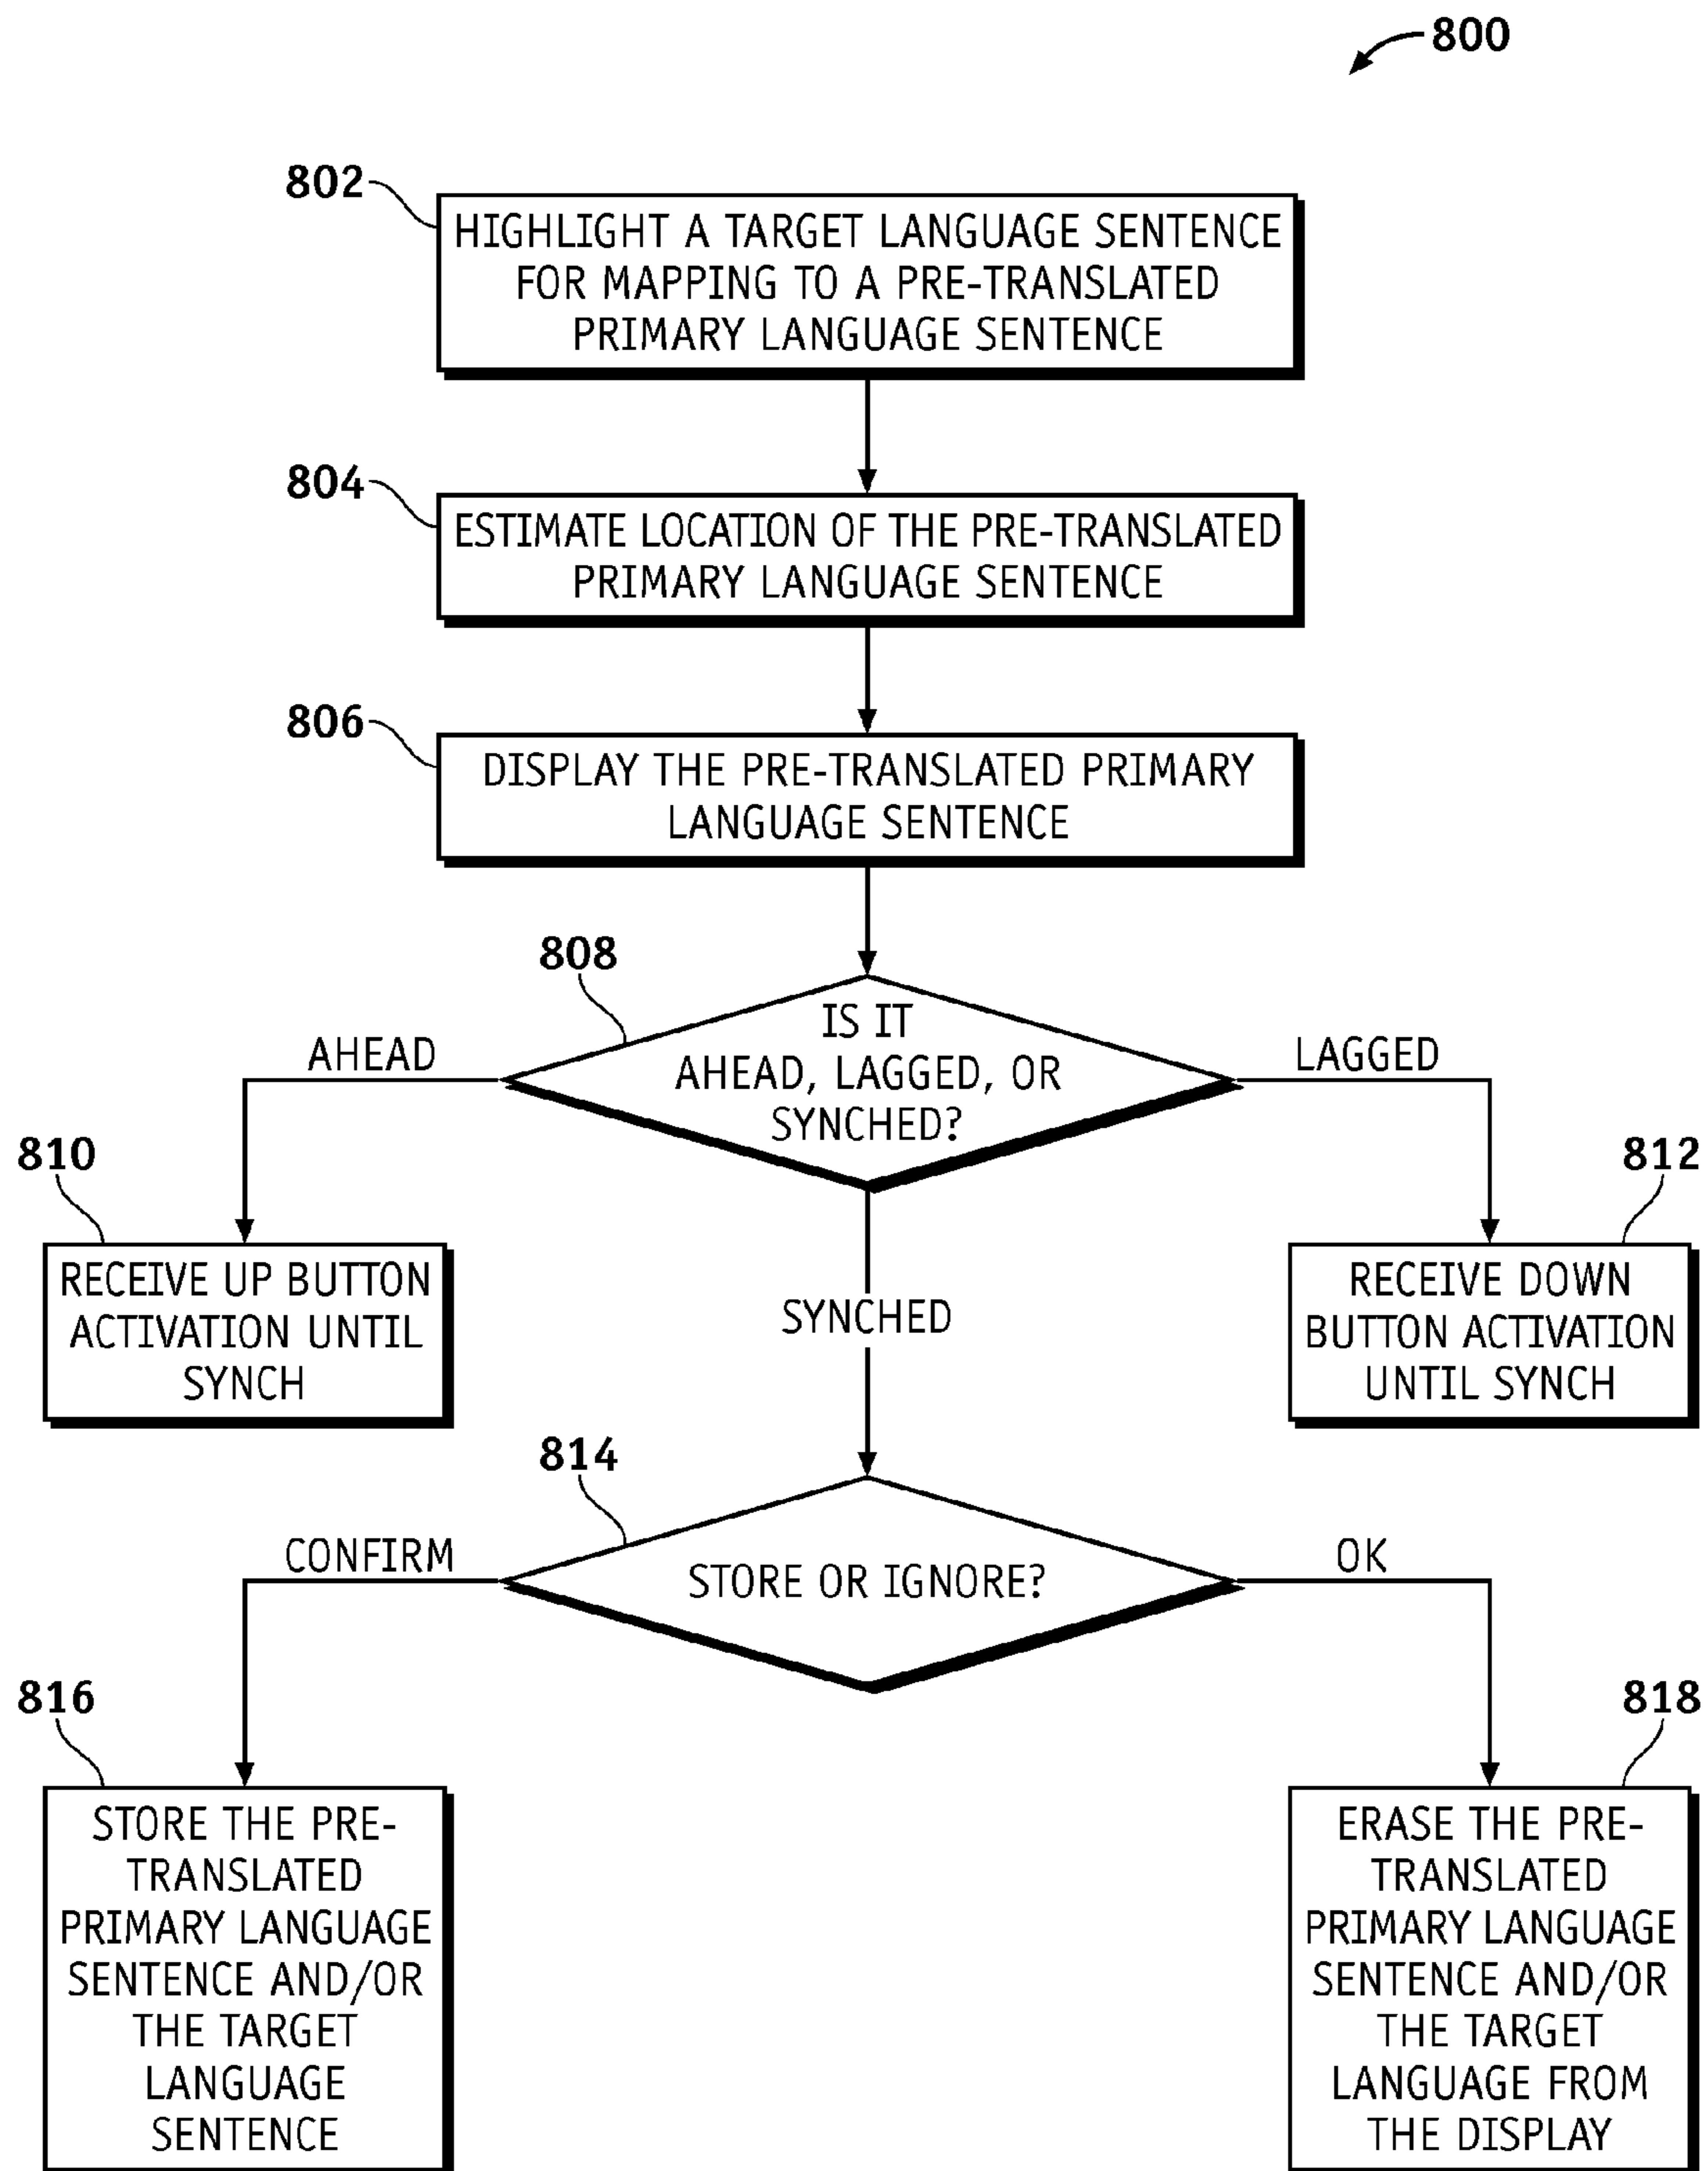 800
802
HIGHLIGHT A TARGET LANGUAGE SENTENCE
FOR MAPPING TO A PRE-TRANSLATED
PRIMARY LANGUAGE SENTENCE
804
ESTIMATE LOCATION OF THE PRE-TRANSLATED
PRIMARY LANGUAGE SENTENCE
806
DISPLAY THE PRE-TRANSLATED PRIMARY
LANGUAGE SENTENCE
808
IS IT
AHEAD, LAGGED, OR
SYNCHED?
AHEAD
LAGGED
810
RECEIVE UP BUTTON
ACTIVATION UNTIL
SYNCH
SYNCHED
812
RECEIVE DOWN
BUTTON ACTIVATION
UNTIL SYNCH
814
STORE OR IGNORE?
CONFIRM
OK
816
STORE THE PRE-
TRANSLATED
PRIMARY LANGUAGE
SENTENCE AND/OR
THE TARGET
LANGUAGE
SENTENCE
818
ERASE THE PRE-
TRANSLATED
PRIMARY LANGUAGE
SENTENCE AND/OR
THE TARGET
LANGUAGE FROM
THE DISPLAY